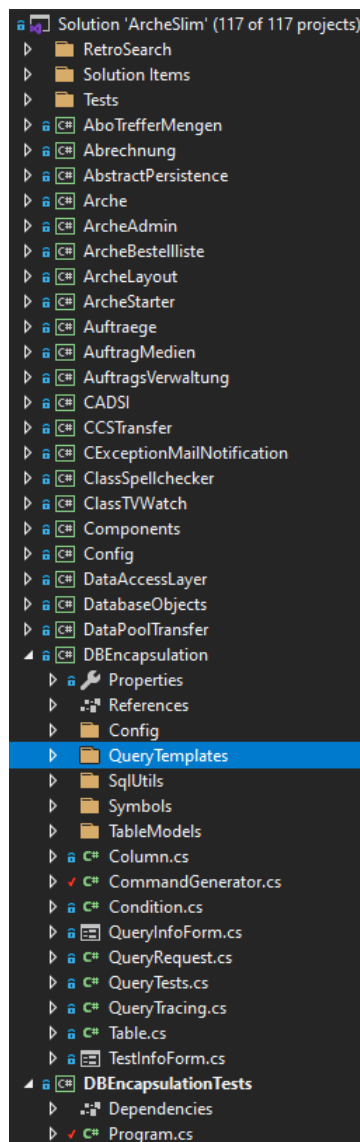 Solution 'ArcheSlim' (117 of 117 projects)
RetroSearch
Solution Items
Tests
C# AboTrefferMengen
C# Abrechnung
C# AbstractPersistence
C# Arche
C# ArcheAdmin
C# ArcheBestellliste
C# ArcheLayout
C# ArcheStarter
C# Auftraege
C# AuftragMedien
C# AuftragsVerwaltung
C# CADSI
C# CCSTransfer
C# CExceptionMailNotification
C# ClassSpellchecker
C# ClassTVWatch
C# Components
C# Config
C# DataAccessLayer
C# DatabaseObjects
C# DataPoolTransfer
C# DBEncapsulation
Properties
References
Config
QueryTemplates
SqlUtils
Symbols
TableModels
C# Column.cs
C# CommandGenerator.cs
C# Condition.cs
QueryInfoForm.cs
C# QueryRequest.cs
C# QueryTests.cs
C# QueryTracing.cs
C# Table.cs
TestInfoForm.cs
C# DBEncapsulationTests
Dependencies
C# Program.cs